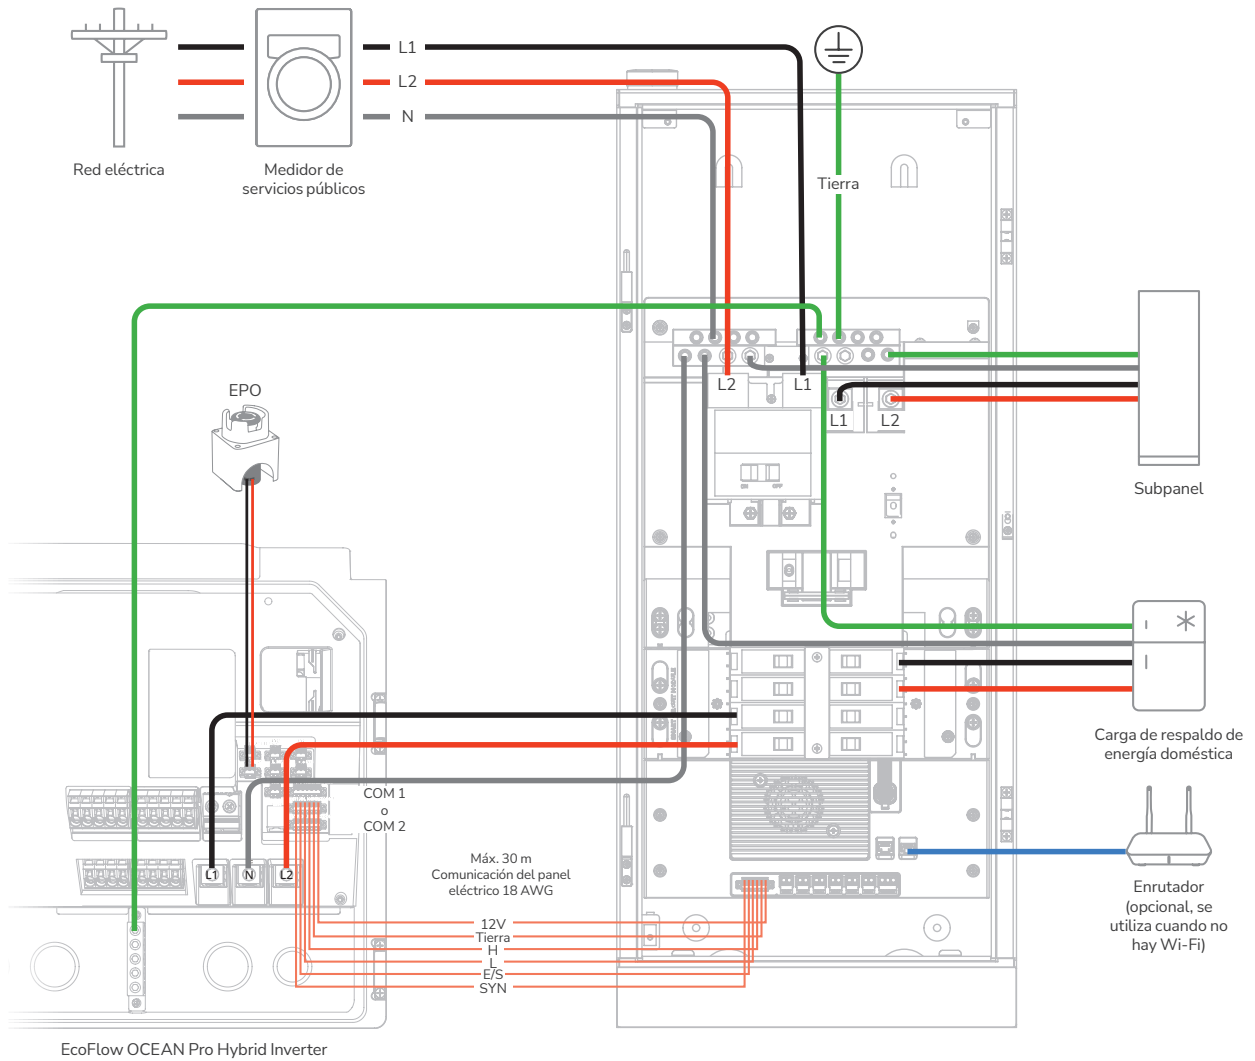 L1
L2
N
Red eléctrica
Medidor de
servicios públicos
Tierra
L2
L1
L1
L2
EPO
Subpanel
ON
OFF
Carga de respaldo de
energía doméstica
COM 1
o
COM 2
L1
N
L2
Máx. 30 m
Comunicación del panel
eléctrico 18 AWG
12V
Tierra
H
L
E/S
SYN
Enrutador
(opcional, se
utiliza cuando no
hay Wi-Fi)
EcoFlow OCEAN Pro Hybrid Inverter